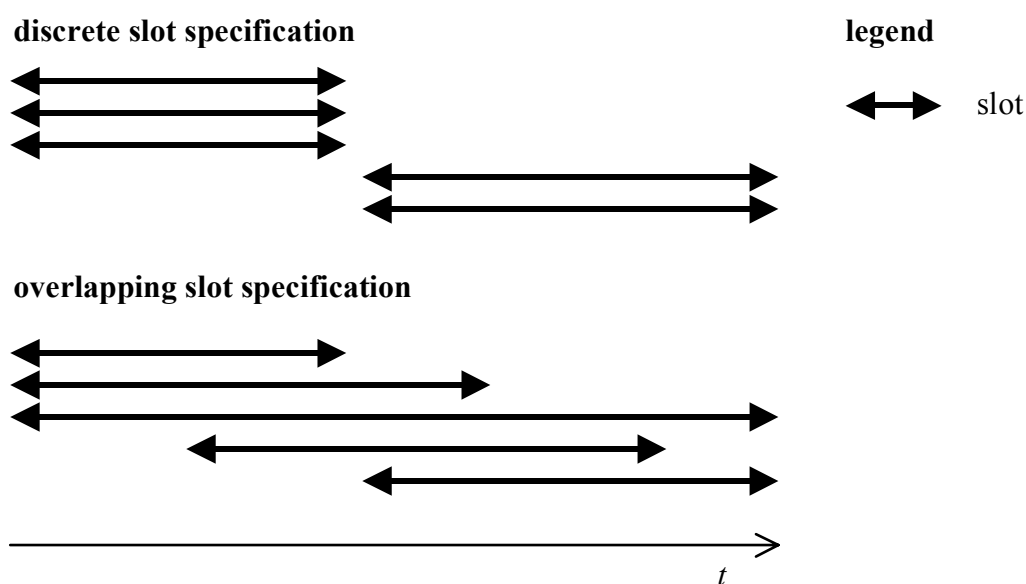 discrete slot specification
legend
slot
overlapping slot specification
t